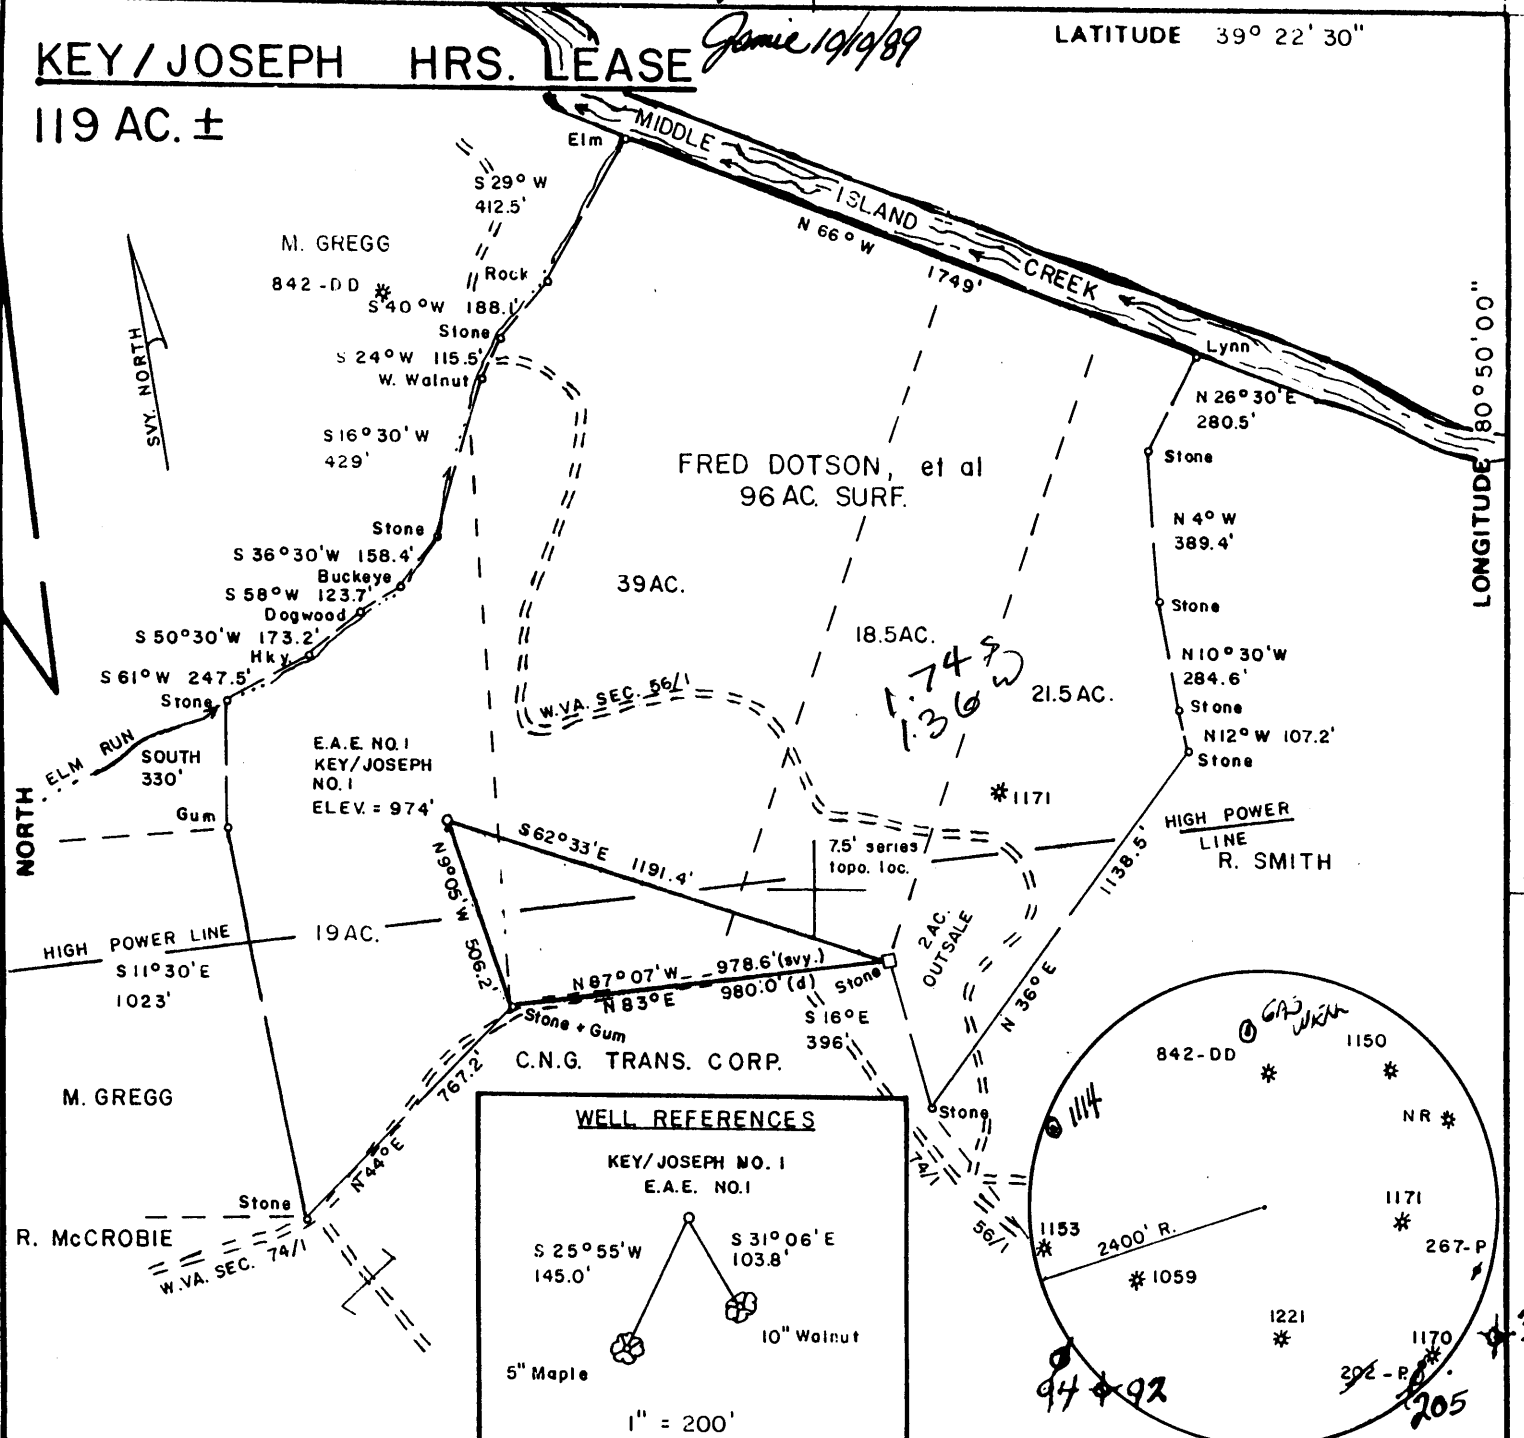 KEY/JOSEPH HRS. LEASE
Jamie 10/19/89
LATITUDE 39° 22' 30"
119 AC. ±
MIDDLE ISLAND CREEK
Elm
S 29° W
412.5'
M. GREGG
842-DD
Rock
S 40° W 188.1'
Stone
S 24° W 115.5'
W. Walnut
SVY. NORTH
S 16° 30' W
429'
N 66° W 1749'
Lynn
N 26° 30' E
280.5'
Stone
LONGITUDE 80° 50' 00"
FRED DOTSON, et al
96 AC. SURF.
N 4° W
389.4'
Stone
S 36° 30' W 158.4'
Buckeye
S 58° W 123.7'
Dogwood
S 50° 30' W 173.2'
Hky.
S 61° W 247.5'
Stone
39 AC.
Stone
18.5 AC.
1.74 S
1.36 W
N 10° 30' W
284.6'
21.5 AC.
Stone
N 12° W 107.2'
Stone
W.VA. SEC. 56/1
ELM RUN
SOUTH
330'
E.A.E. NO. 1
KEY/JOSEPH
NO. 1
ELEV. = 974'
NORTH
Gum
1171
HIGH POWER
LINE
R. SMITH
S 62° 33' E 1191.4'
7.5' series
topo. loc.
1138.5'
N 9° 05' W 506.2'
HIGH POWER LINE
19 AC.
S 11° 30' E
1023'
2 AC.
OUTSALE
N 87° 07' W 978.6' (svy.)
N 83° E 980.0' (d)
Stone
N 36° E
Stone + Gum
S 16° E
396'
C.N.G. TRANS. CORP.
767.2'
N 44° E
M. GREGG
Stone
74/1
56/1
Stone
R. McCROBIE
W.VA. SEC. 74/1
WELL REFERENCES
KEY/JOSEPH NO. 1
E.A.E. NO. 1
S 25° 55' W
145.0'
S 31° 06' E
103.8'
10" Walnut
5" Maple
1" = 200'
842-DD
1150
1114
NR
1171
1153
2400' R.
267-P
1059
1221
1170
202-P
94
92
205